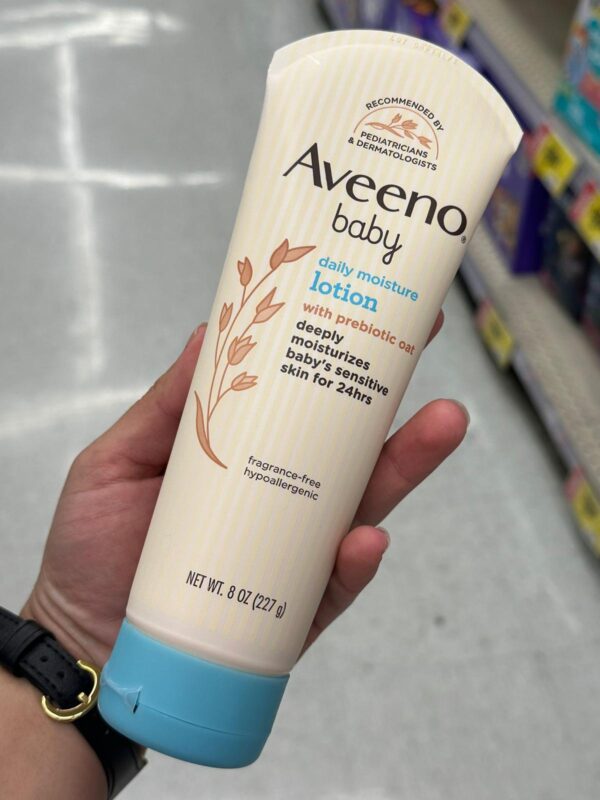 RECOMMENDED BY
PEDIATRICIANS
& DERMATOLOGISTS
Aveeno®
baby
daily moisture
lotion
with prebiotic oat
deeply
moisturizes
baby's sensitive
skin for 24hrs
fragrance-free
hypoallergenic
NET WT. 8 OZ (227 g)